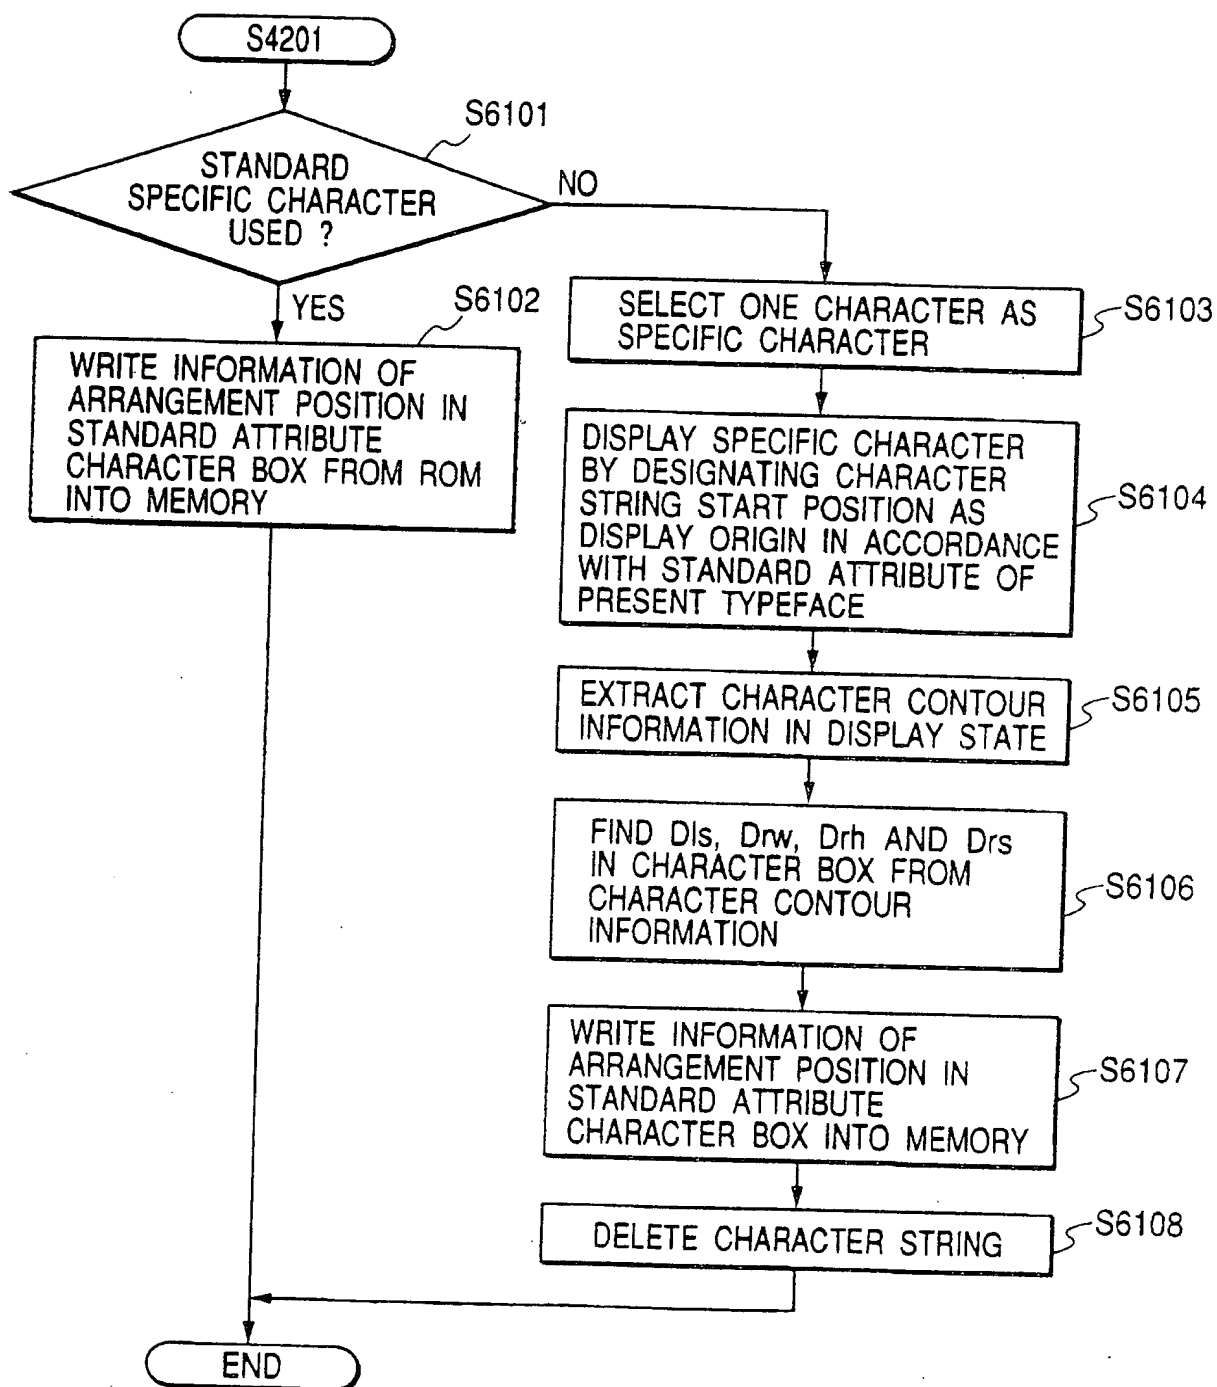 S4201
S6101
STANDARD
SPECIFIC CHARACTER
USED ?
NO
YES
S6102
WRITE INFORMATION OF
ARRANGEMENT POSITION IN
STANDARD ATTRIBUTE
CHARACTER BOX FROM ROM
INTO MEMORY
SELECT ONE CHARACTER AS
SPECIFIC CHARACTER
S6103
DISPLAY SPECIFIC CHARACTER
BY DESIGNATING CHARACTER
STRING START POSITION AS
DISPLAY ORIGIN IN ACCORDANCE
WITH STANDARD ATTRIBUTE OF
PRESENT TYPEFACE
S6104
EXTRACT CHARACTER CONTOUR
INFORMATION IN DISPLAY STATE
S6105
FIND Dls, Drw, Drh AND Drs
IN CHARACTER BOX FROM
CHARACTER CONTOUR
INFORMATION
S6106
WRITE INFORMATION OF
ARRANGEMENT POSITION IN
STANDARD ATTRIBUTE
CHARACTER BOX INTO MEMORY
S6107
DELETE CHARACTER STRING
S6108
END